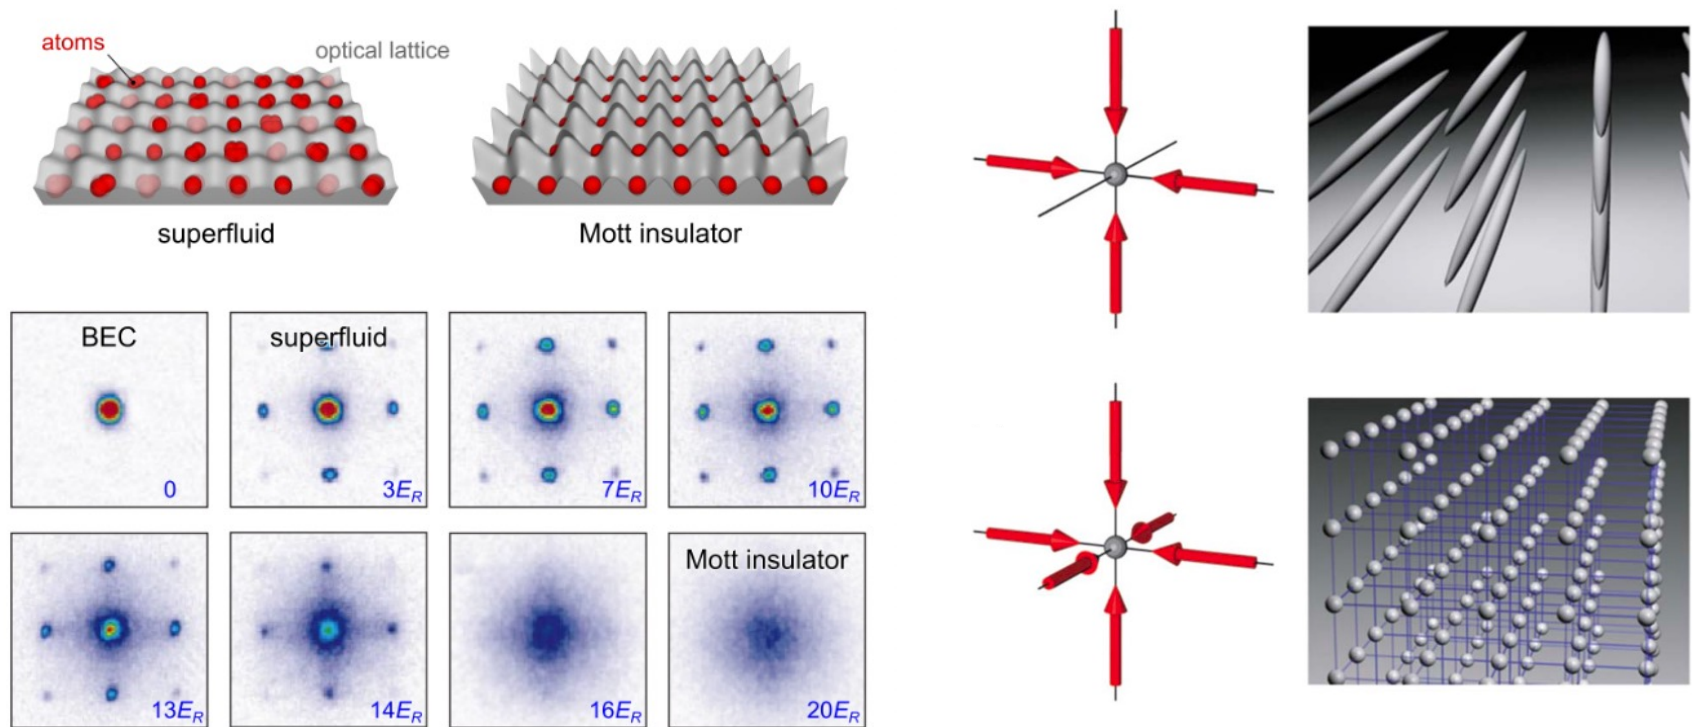 atoms
optical lattice
superfluid
Mott insulator
BEC
0
superfluid
3E_R
7E_R
10E_R
13E_R
14E_R
16E_R
Mott insulator
20E_R